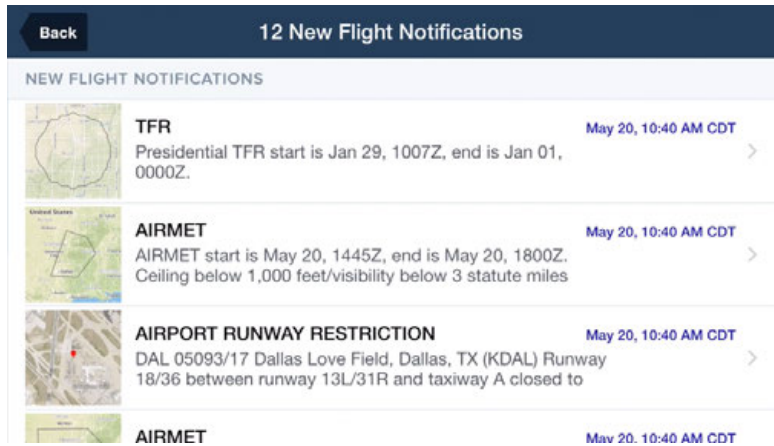 Back
12 New Flight Notifications
NEW FLIGHT NOTIFICATIONS
TFR
May 20, 10:40 AM CDT
Presidential TFR start is Jan 29, 1007Z, end is Jan 01,
0000Z.
United States
AIRMET
May 20, 10:40 AM CDT
AIRMET start is May 20, 1445Z, end is May 20, 1800Z.
Ceiling below 1,000 feet/visibility below 3 statute miles
AIRPORT RUNWAY RESTRICTION
May 20, 10:40 AM CDT
DAL 05093/17 Dallas Love Field, Dallas, TX (KDAL) Runway
18/36 between runway 13L/31R and taxiway A closed to
AIRMET
May 20, 10:40 AM CDT